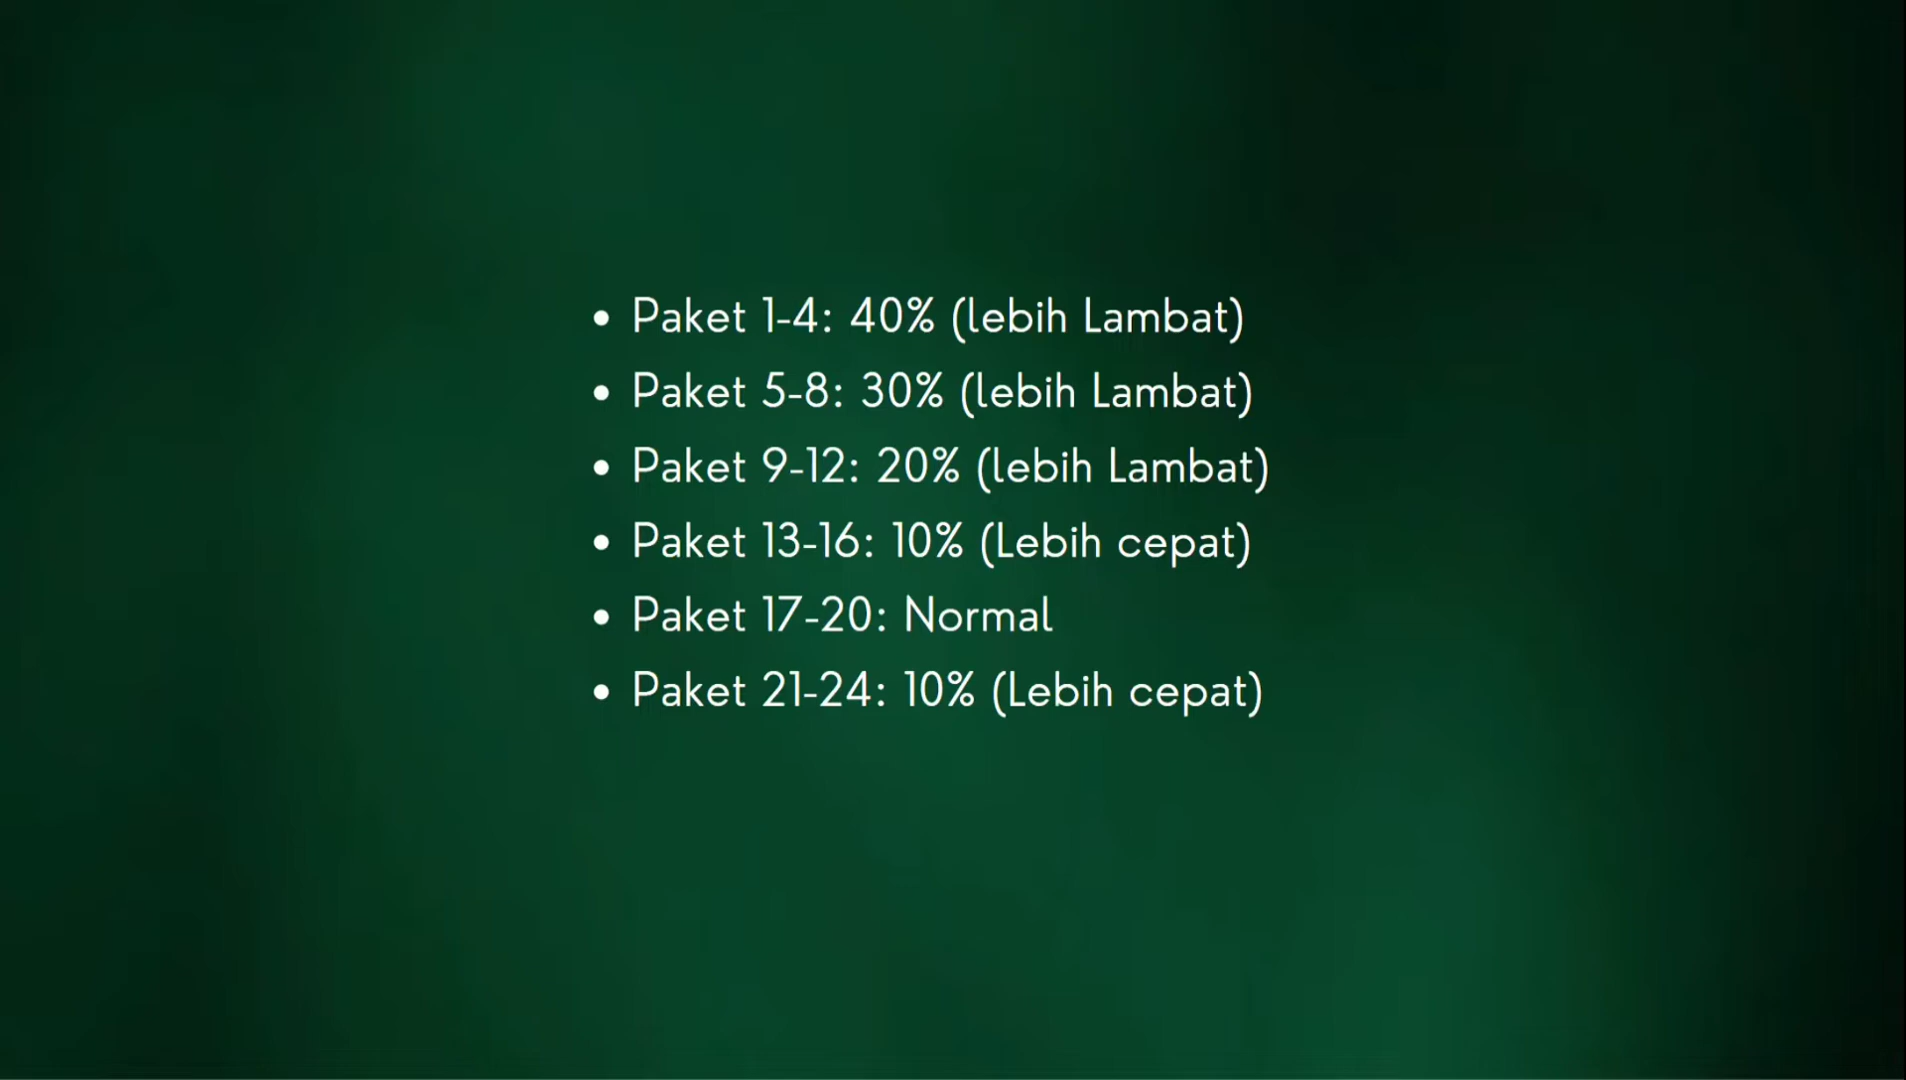 • Paket 1-4: 40% (lebih Lambat)
• Paket 5-8: 30% (lebih Lambat)
• Paket 9-12: 20% (lebih Lambat)
• Paket 13-16: 10% (Lebih cepat)
• Paket 17-20: Normal
• Paket 21-24: 10% (Lebih cepat)